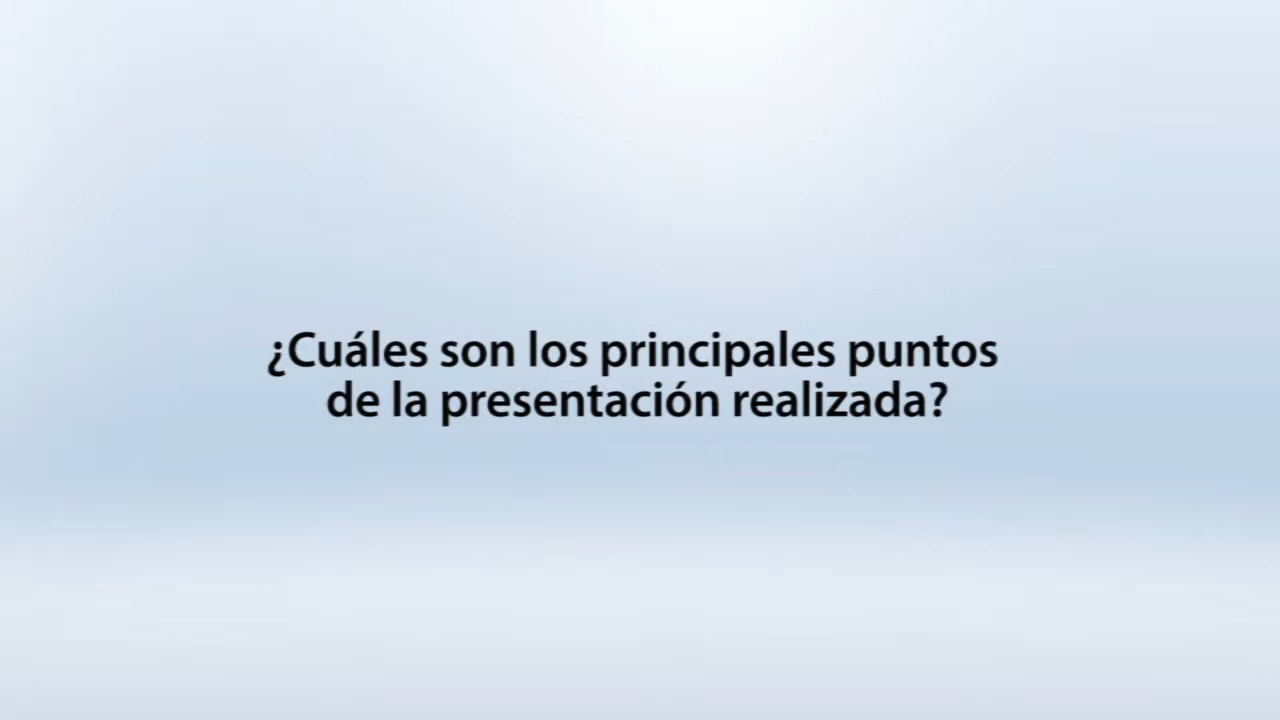 ¿Cuáles son los principales puntos
de la presentación realizada?